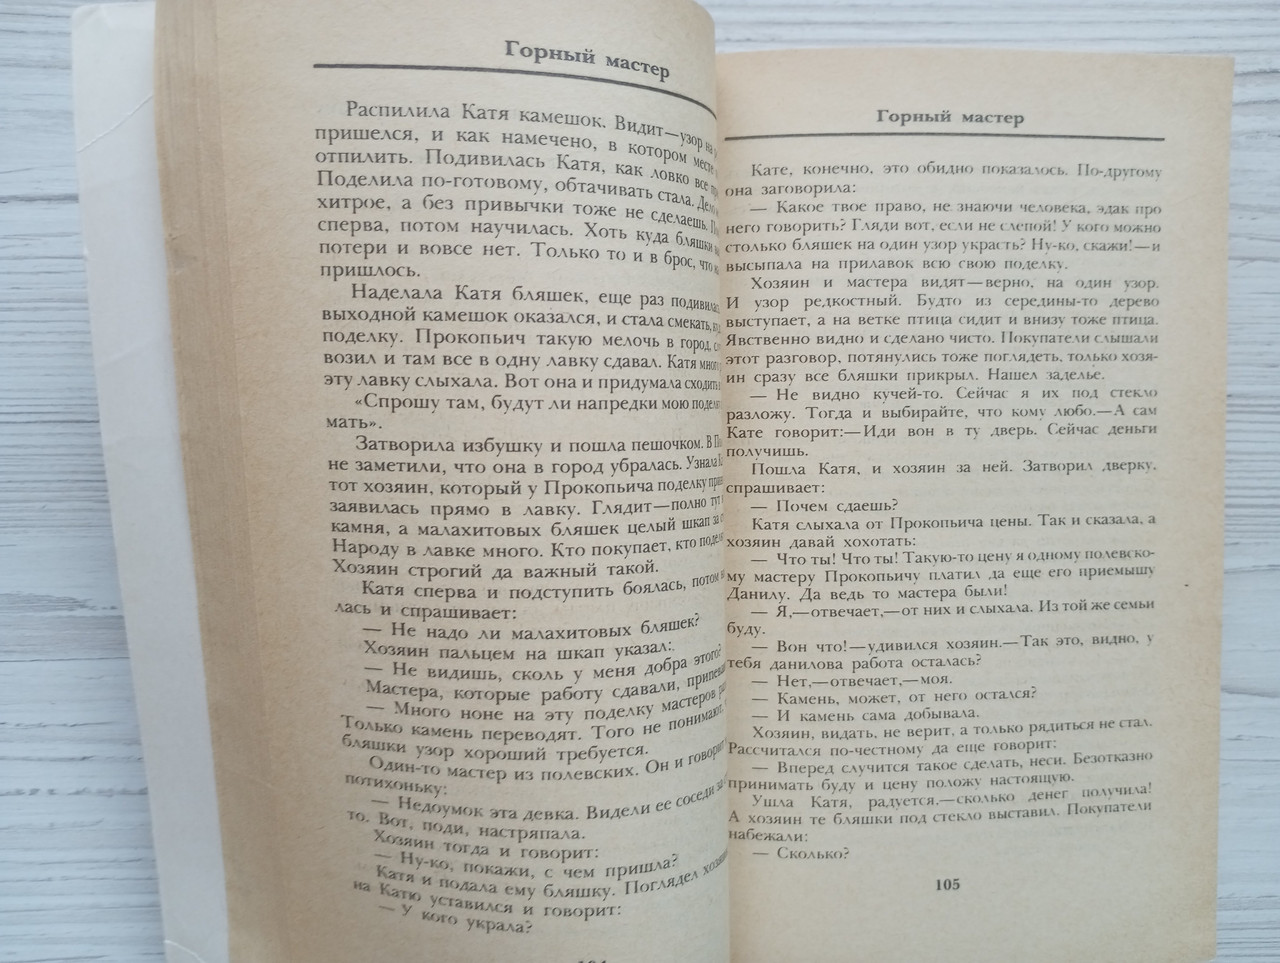 Горный мастер
Распилила Катя камешок. Видит—узор на
пришелся, и как намечено, в котором месте
отпилить. Подивилась Катя, как ловко все
Поделила по-готовому, обтачивать стала. Дело
хитрое, а без привычки тоже не сделаешь.
сперва, потом научилась. Хоть куда бляшки
потери и вовсе нет. Только то и в брос, что
пришлось.
Наделала Катя бляшек, еще раз подивилась,
выходной камешок оказался, и стала смекать,
поделку. Прокопьич такую мелочь в город,
возил и там все в одну лавку сдавал. Катя много
эту лавку слыхала. Вот она и придумала сходить
«Спрошу там, будут ли напредки мою поделку
мать».
Затворила избушку и пошла пешочком. В
не заметили, что она в город убралась. Узнала
тот хозяин, который у Прокопьича поделку
заявилась прямо в лавку. Глядит—полно тут
камня, а малахитовых бляшек целый шкап за
Народу в лавке много. Кто покупает, кто
Хозяин строгий да важный такой.
Катя сперва и подступить боялась, потом
лась и спрашивает:
— Не надо ли малахитовых бляшек?
Хозяин пальцем на шкап указал:
— Не видишь, сколь у меня добра этого?
Мастера, которые работу сдавали,
— Много ноне на эту поделку мастеров
Только камень переводят. Того не понимают,
бляшки узор хороший требуется.
Один-то мастер из полевских. Он и говорит
потихоньку:
— Недоумок эта девка. Видели ее соседи за
то. Вот, поди, настряпала.
Хозяин тогда и говорит:
— Ну-ко, покажи, с чем пришла?
Катя и подала ему бляшку. Поглядел хозяин,
на Катю уставился и говорит:
— У кого украла?
Горный мастер
Кате, конечно, это обидно показалось. По-другому
она заговорила:
— Какое твое право, не знаючи человека, эдак про
него говорить? Гляди вот, если не слепой! У кого можно
столько бляшек на один узор украсть? Ну-ко, скажи!—и
высыпала на прилавок всю свою поделку.
Хозяин и мастера видят—верно, на один узор.
И узор редкостный. Будто из середины-то дерево
выступает, а на ветке птица сидит и внизу тоже птица.
Явственно видно и сделано чисто. Покупатели слышали
этот разговор, потянулись тоже поглядеть, только хозя-
ин сразу все бляшки прикрыл. Нашел заделье.
— Не видно кучей-то. Сейчас я их под стекло
разложу. Тогда и выбирайте, что кому любо.—А сам
Кате говорит:—Иди вон в ту дверь. Сейчас деньги
получишь.
Пошла Катя, и хозяин за ней. Затворил дверку,
спрашивает:
— Почем сдаешь?
Катя слыхала от Прокопьича цены. Так и сказала, а
хозяин давай хохотать:
— Что ты! Что ты! Такую-то цену я одному полевско-
му мастеру Прокопьичу платил да еще его приемышу
Данилу. Да ведь то мастера были!
— Я,—отвечает,—от них и слыхала. Из той же семьи
буду.
— Вон что!—удивился хозяин.—Так это, видно, у
тебя данилова работа осталась?
— Нет,—отвечает,—моя.
— Камень, может, от него остался?
— И камень сама добывала.
Хозяин, видать, не верит, а только рядиться не стал.
Рассчитался по-честному да еще говорит:
— Вперед случится такое сделать, неси. Безотказно
принимать буду и цену положу настоящую.
Ушла Катя, радуется,—сколько денег получила!
А хозяин те бляшки под стекло выставил. Покупатели
набежали:
— Сколько?
105